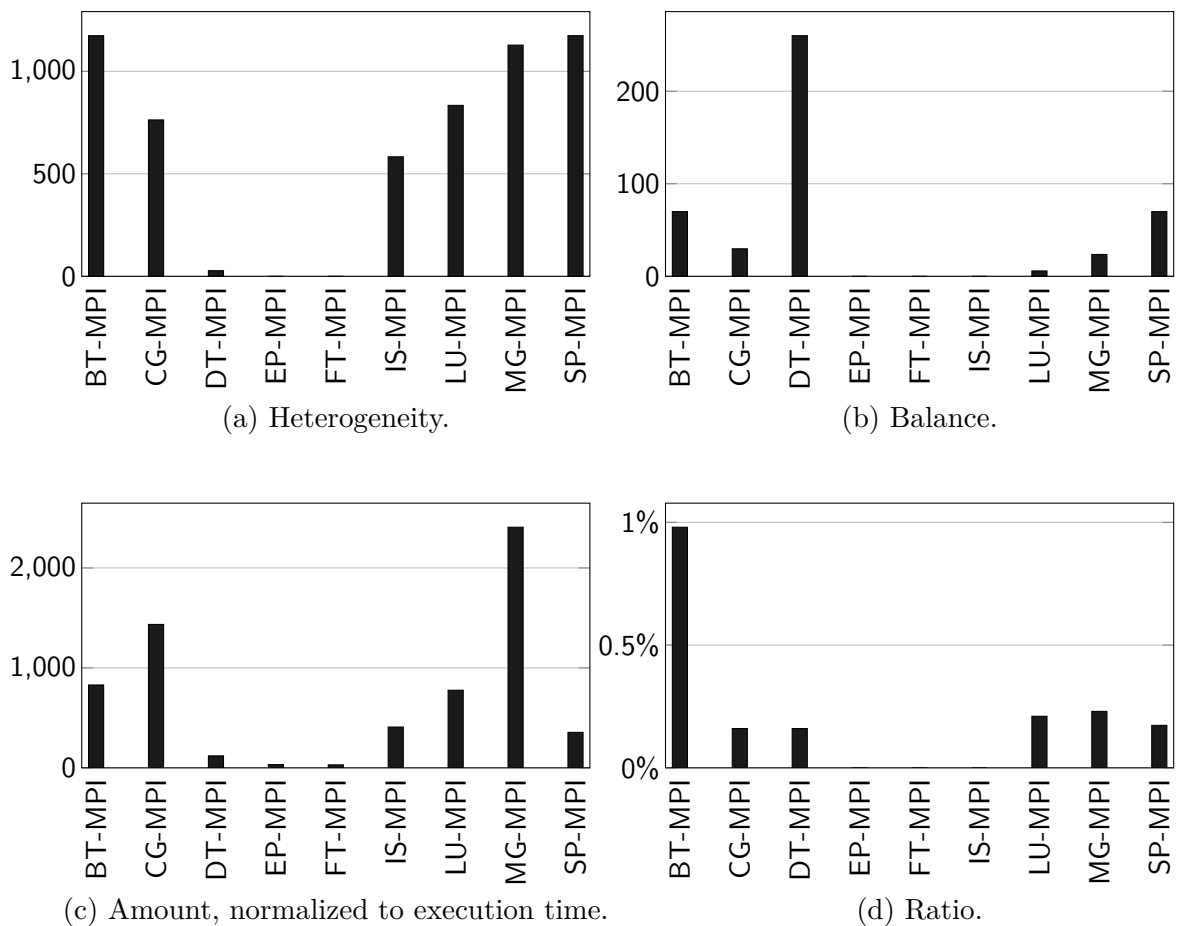 1,000
500
0
BT-MPI
CG-MPI
DT-MPI
EP-MPI
FT-MPI
IS-MPI
LU-MPI
MG-MPI
SP-MPI
(a) Heterogeneity.
200
100
0
BT-MPI
CG-MPI
DT-MPI
EP-MPI
FT-MPI
IS-MPI
LU-MPI
MG-MPI
SP-MPI
(b) Balance.
2,000
1,000
0
BT-MPI
CG-MPI
DT-MPI
EP-MPI
FT-MPI
IS-MPI
LU-MPI
MG-MPI
SP-MPI
(c) Amount, normalized to execution time.
1%
0.5%
0%
BT-MPI
CG-MPI
DT-MPI
EP-MPI
FT-MPI
IS-MPI
LU-MPI
MG-MPI
SP-MPI
(d) Ratio.